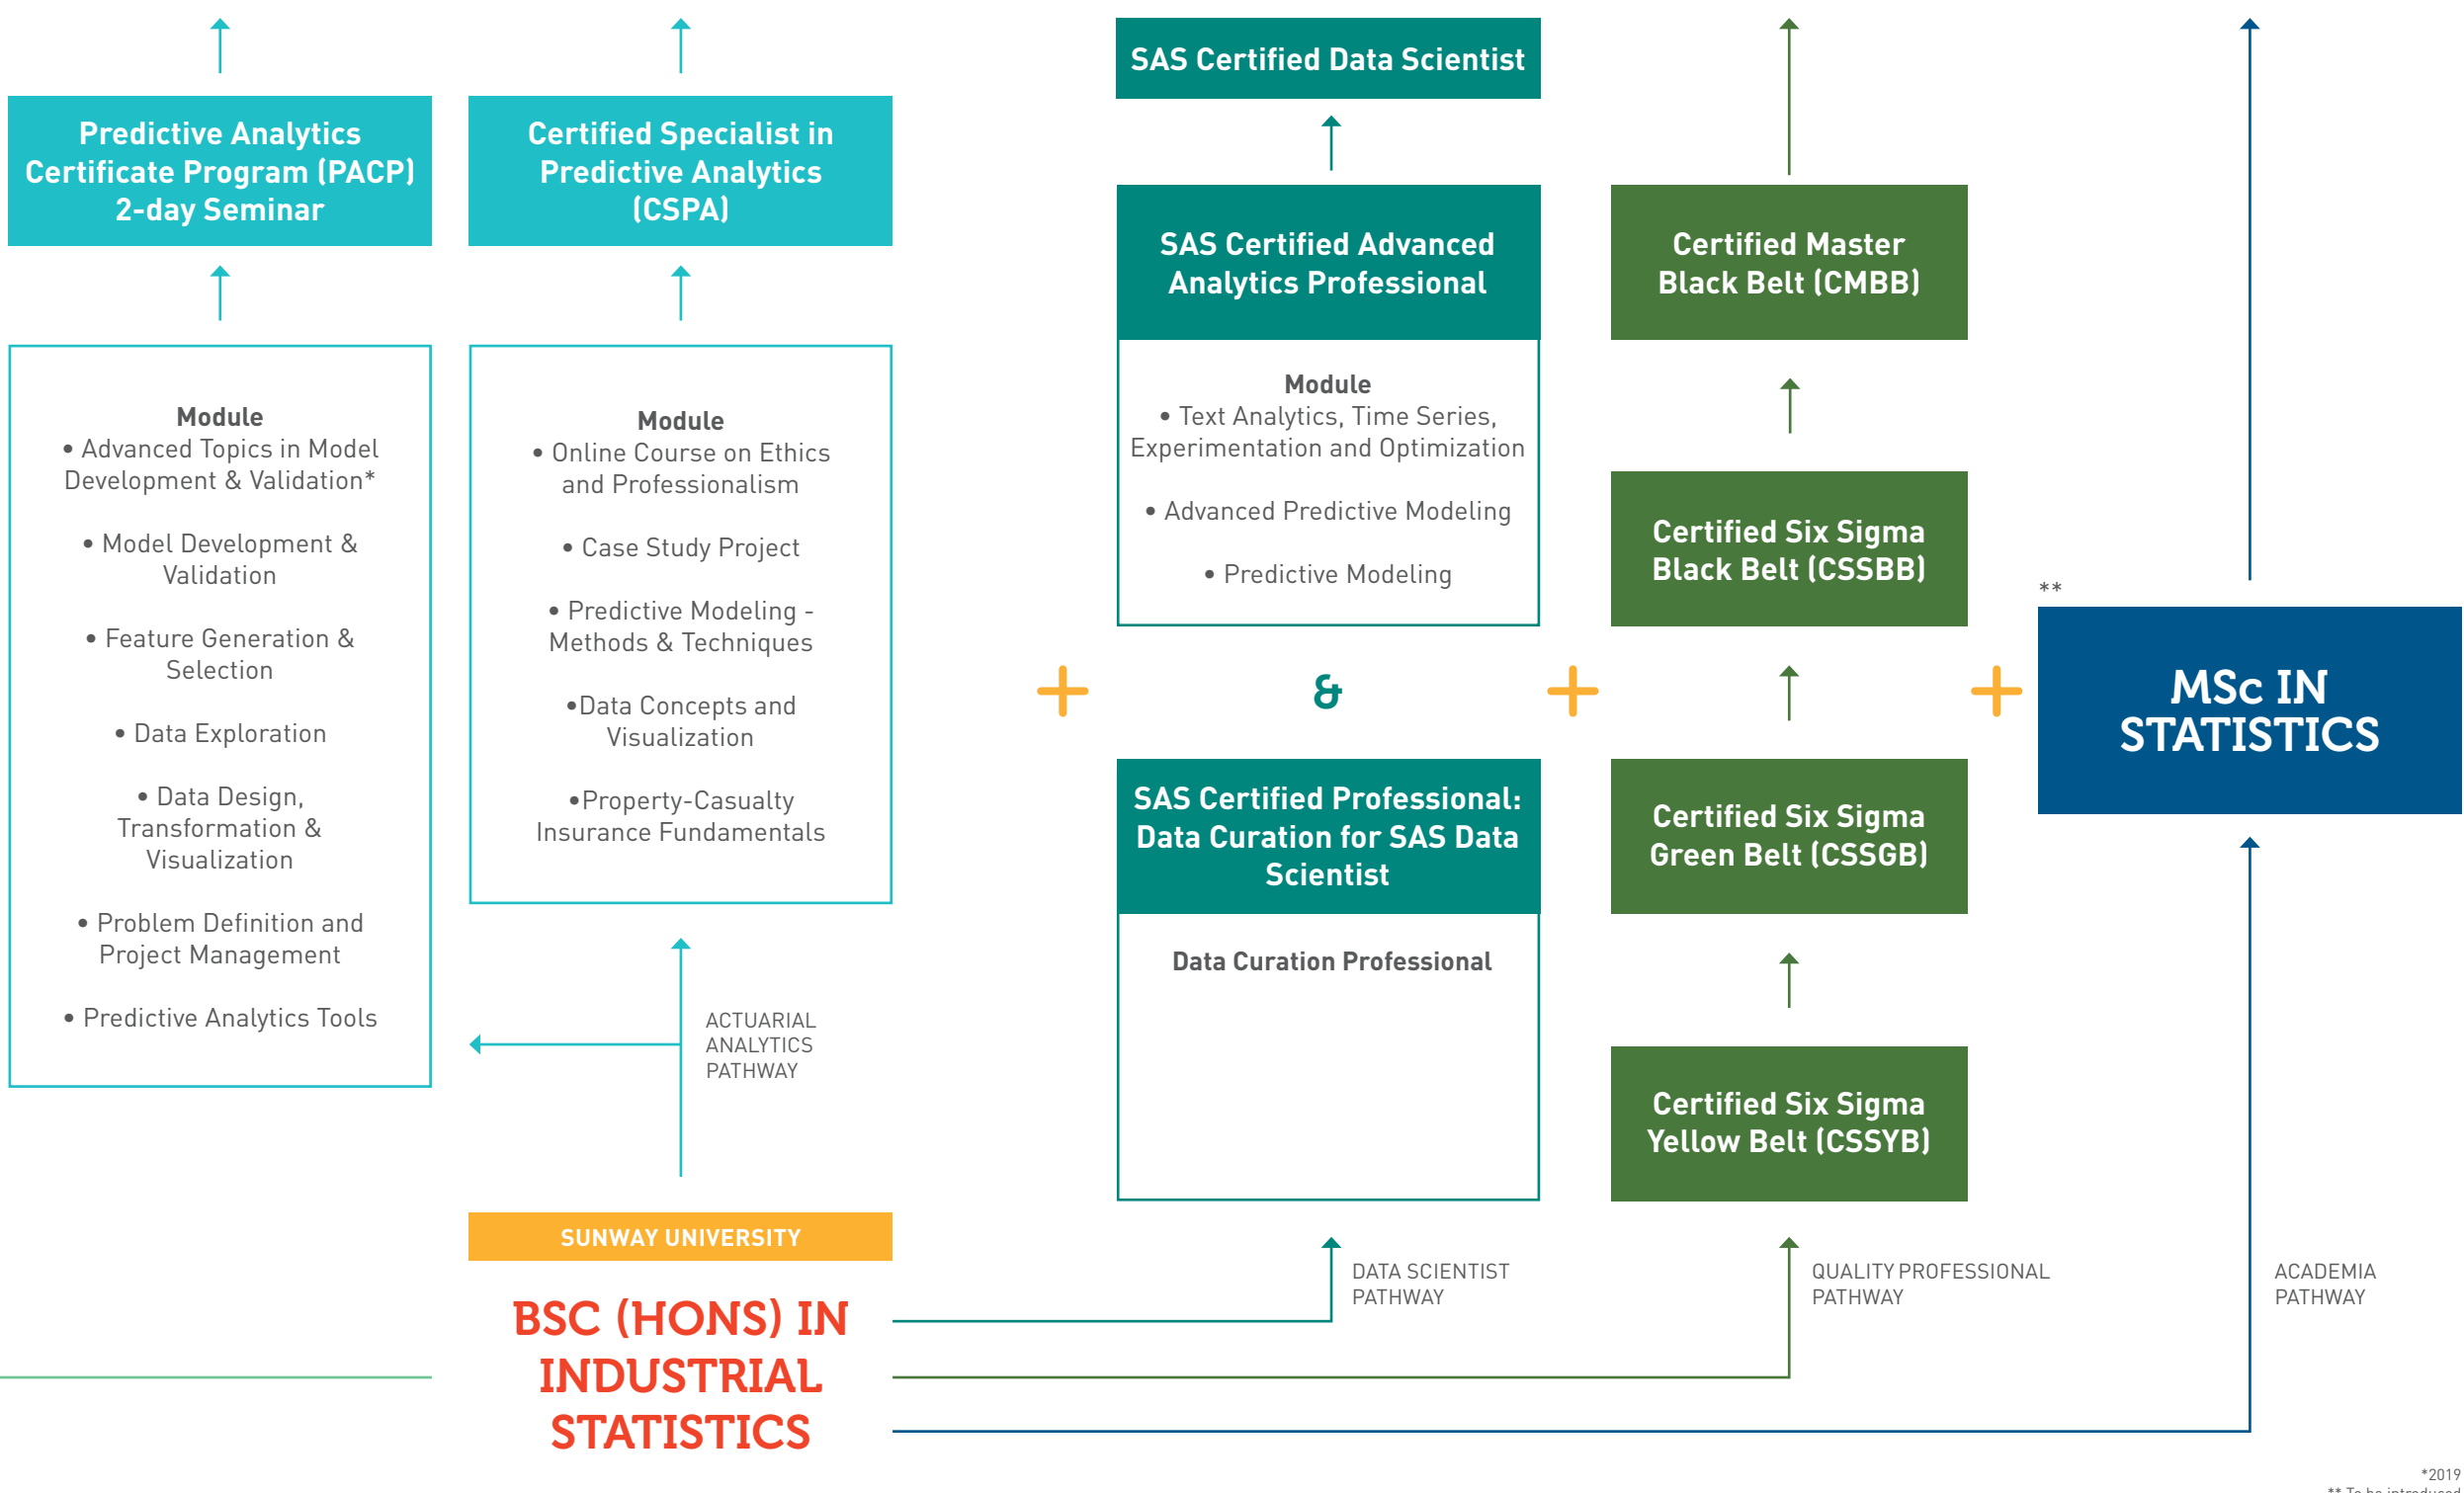 Predictive Analytics
Certificate Program (PACP)
2-day Seminar
Module
• Advanced Topics in Model
Development & Validation*
• Model Development &
Validation
• Feature Generation &
Selection
• Data Exploration
• Data Design,
Transformation &
Visualization
• Problem Definition and
Project Management
• Predictive Analytics Tools
Certified Specialist in
Predictive Analytics
(CSPA)
Module
• Online Course on Ethics
and Professionalism
• Case Study Project
• Predictive Modeling -
Methods & Techniques
•Data Concepts and
Visualization
•Property-Casualty
Insurance Fundamentals
ACTUARIAL
ANALYTICS
PATHWAY
SUNWAY UNIVERSITY
BSC (HONS) IN
INDUSTRIAL
STATISTICS
+
SAS Certified Data Scientist
SAS Certified Advanced
Analytics Professional
Module
• Text Analytics, Time Series,
Experimentation and Optimization
• Advanced Predictive Modeling
• Predictive Modeling
&
SAS Certified Professional:
Data Curation for SAS Data
Scientist
Data Curation Professional
DATA SCIENTIST
PATHWAY
+
Certified Master
Black Belt (CMBB)
Certified Six Sigma
Black Belt (CSSBB)
Certified Six Sigma
Green Belt (CSSGB)
Certified Six Sigma
Yellow Belt (CSSYB)
QUALITY PROFESSIONAL
PATHWAY
+
**
MSc IN
STATISTICS
ACADEMIA
PATHWAY
*2019
** To be introduced